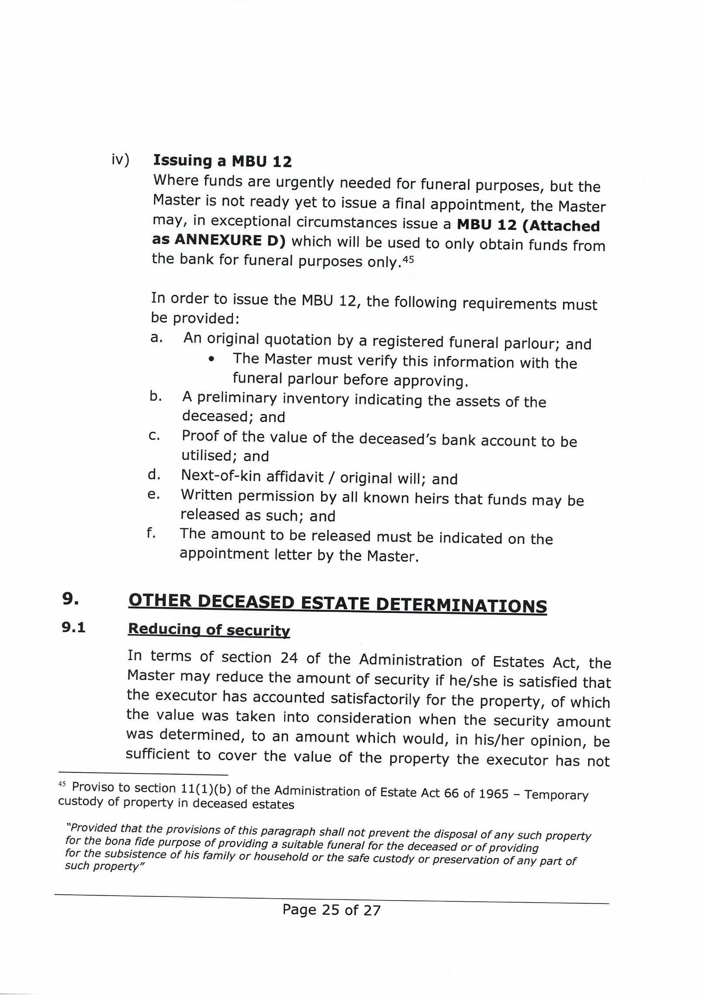 iv) Issuing a MBU 12
Where funds are urgently needed for funeral purposes, but the
Master is not ready yet to issue a final appointment, the Master
may, in exceptional circumstances issue a MBU 12 (Attached
as ANNEXURE D) which will be used to only obtain funds from
the bank for funeral purposes only.45
In order to issue the MBU 12, the following requirements must
be provided:
a. An original quotation by a registered funeral parlour; and
• The Master must verify this information with the
funeral parlour before approving.
b. A preliminary inventory indicating the assets of the
deceased; and
c. Proof of the value of the deceased's bank account to be
utilised; and
d. Next-of-kin affidavit / original will; and
e. Written permission by all known heirs that funds may be
released as such; and
f. The amount to be released must be indicated on the
appointment letter by the Master.
9. OTHER DECEASED ESTATE DETERMINATIONS
9.1 Reducing of security
In terms of section 24 of the Administration of Estates Act, the
Master may reduce the amount of security if he/she is satisfied that
the executor has accounted satisfactorily for the property, of which
the value was taken into consideration when the security amount
was determined, to an amount which would, in his/her opinion, be
sufficient to cover the value of the property the executor has not
45 Proviso to section 11(1)(b) of the Administration of Estate Act 66 of 1965 – Temporary
custody of property in deceased estates
"Provided that the provisions of this paragraph shall not prevent the disposal of any such property
for the bona fide purpose of providing a suitable funeral for the deceased or of providing
for the subsistence of his family or household or the safe custody or preservation of any part of
such property"
Page 25 of 27